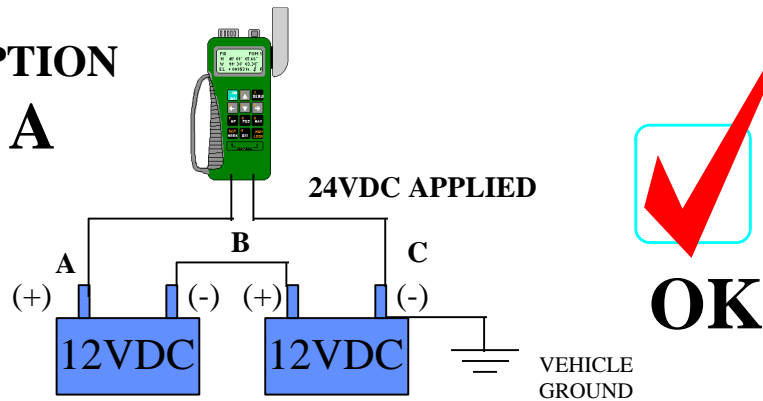 PTION
A
24VDC APPLIED
A
B
C
(+)
(-)
(+)
(-)
12VDC
12VDC
VEHICLE
GROUND
OK